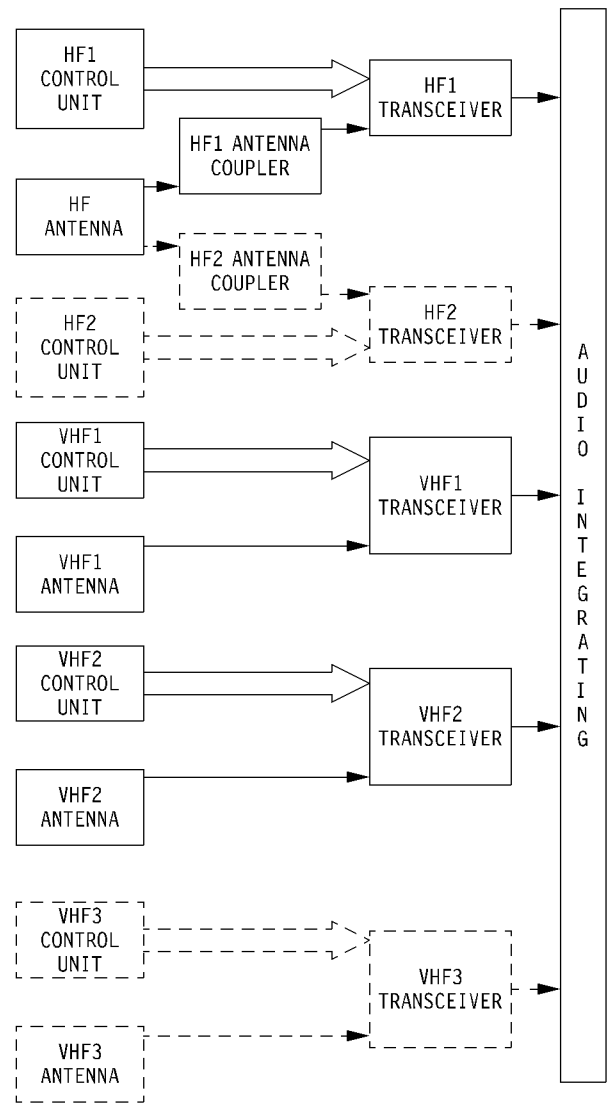 HF1
CONTROL
UNIT
HF1
TRANSCEIVER
HF1 ANTENNA
COUPLER
HF
ANTENNA
HF2 ANTENNA
COUPLER
HF2
CONTROL
UNIT
HF2
TRANSCEIVER
VHF1
CONTROL
UNIT
VHF1
TRANSCEIVER
VHF1
ANTENNA
VHF2
CONTROL
UNIT
VHF2
TRANSCEIVER
VHF2
ANTENNA
VHF3
CONTROL
UNIT
VHF3
TRANSCEIVER
VHF3
ANTENNA
AUDIO INTEGRATING